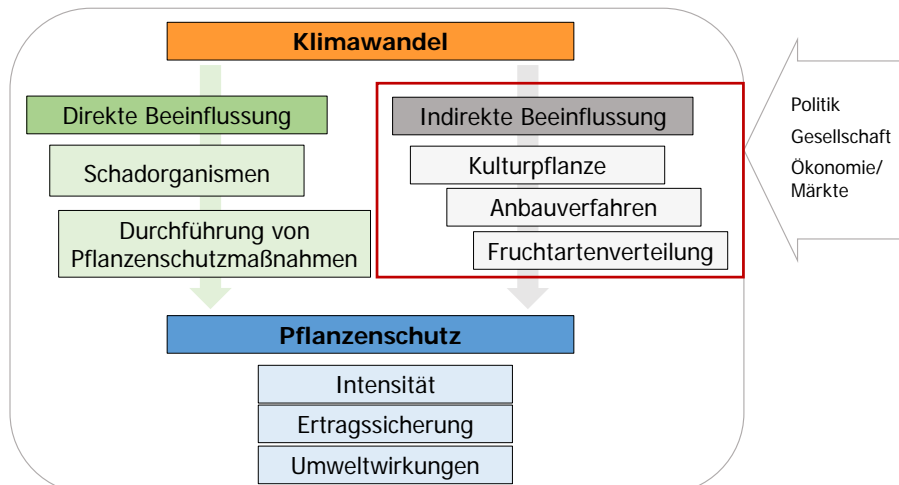 Klimawandel
Direkte Beeinflussung
Schadorganismen
Durchführung von
Pflanzenschutzmaßnahmen
Indirekte Beeinflussung
Kulturpflanze
Anbauverfahren
Fruchtartenverteilung
Politik
Gesellschaft
Ökonomie/
Märkte
Pflanzenschutz
Intensität
Ertragssicherung
Umweltwirkungen